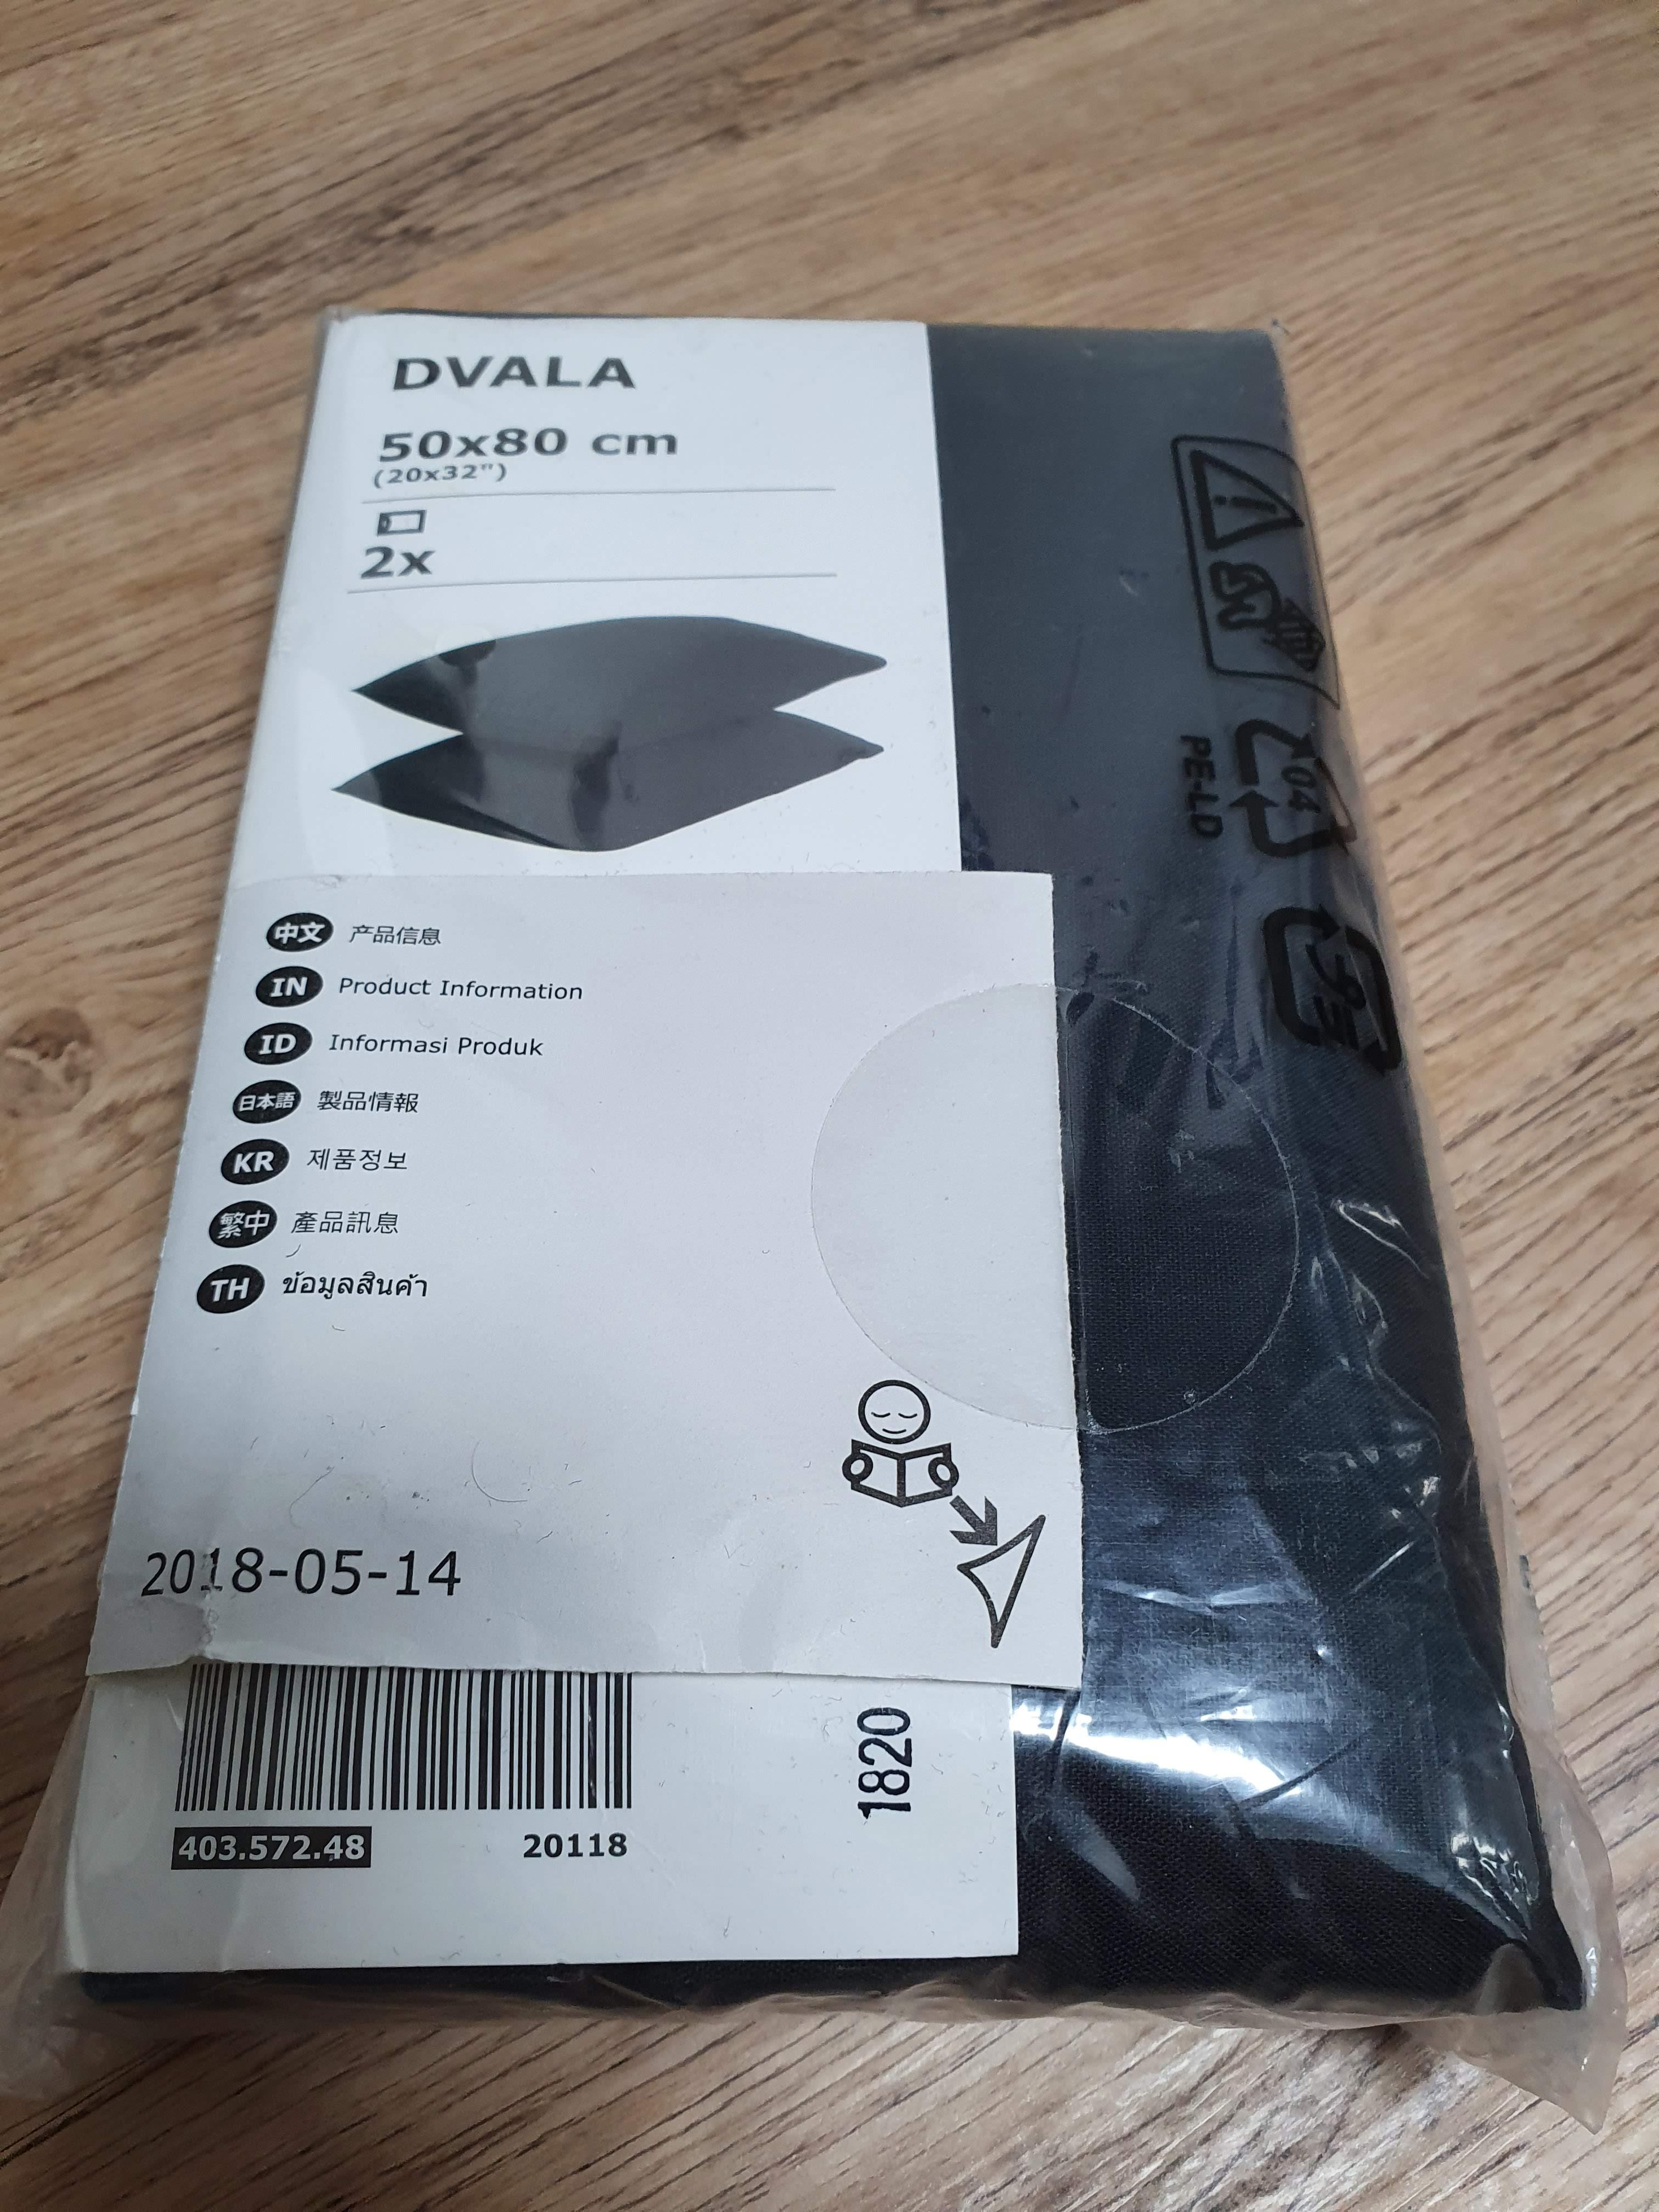 DVALA
50x80 cm
(20x32")
2x
中文 产品信息
IN Product Information
ID Informasi Produk
日本語 製品情報
KR 제품정보
繁中 產品訊息
TH ข้อมูลสินค้า
2018-05-14
403.572.48
20118
1820
04
PE-LD
プラ